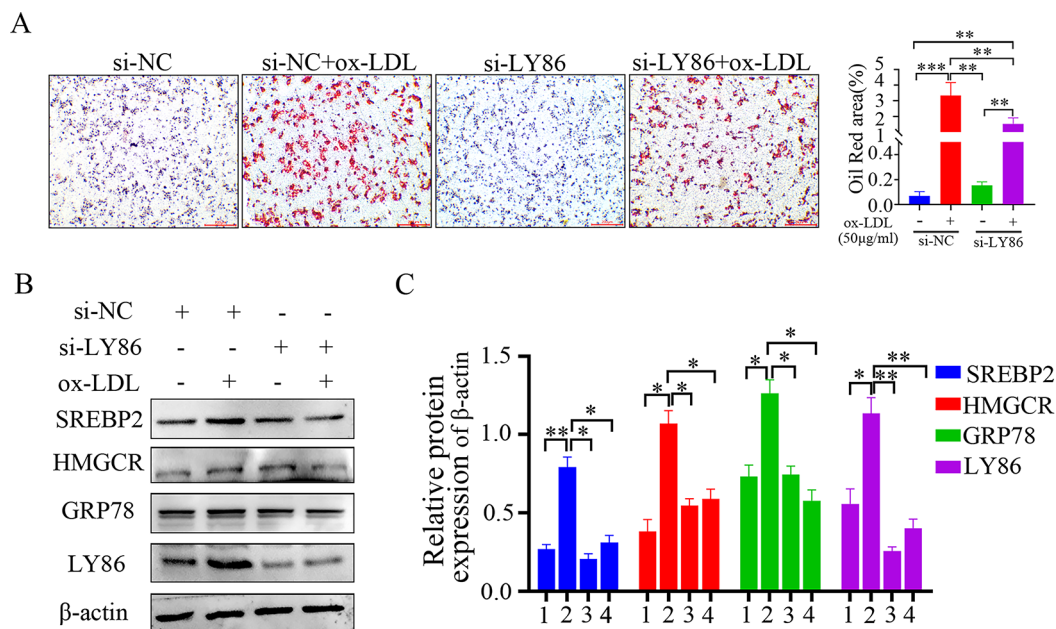 A
si-NC
si-NC+ox-LDL
si-LY86
si-LY86+ox-LDL
Oil Red area(%)
5
4
3
2
1
0.4
0.2
0.0
**
**
*** **
**
ox-LDL - + - +
(50μg/ml) si-NC si-LY86
B
si-NC + + - -
si-LY86 - - + +
ox-LDL - + - +
SREBP2
HMGCR
GRP78
LY86
β-actin
C
Relative protein
expression of β-actin
1.5
1.0
0.5
0.0
*
** *
*
* *
*
* *
**
* **
1 2 3 4 1 2 3 4 1 2 3 4 1 2 3 4
SREBP2
HMGCR
GRP78
LY86